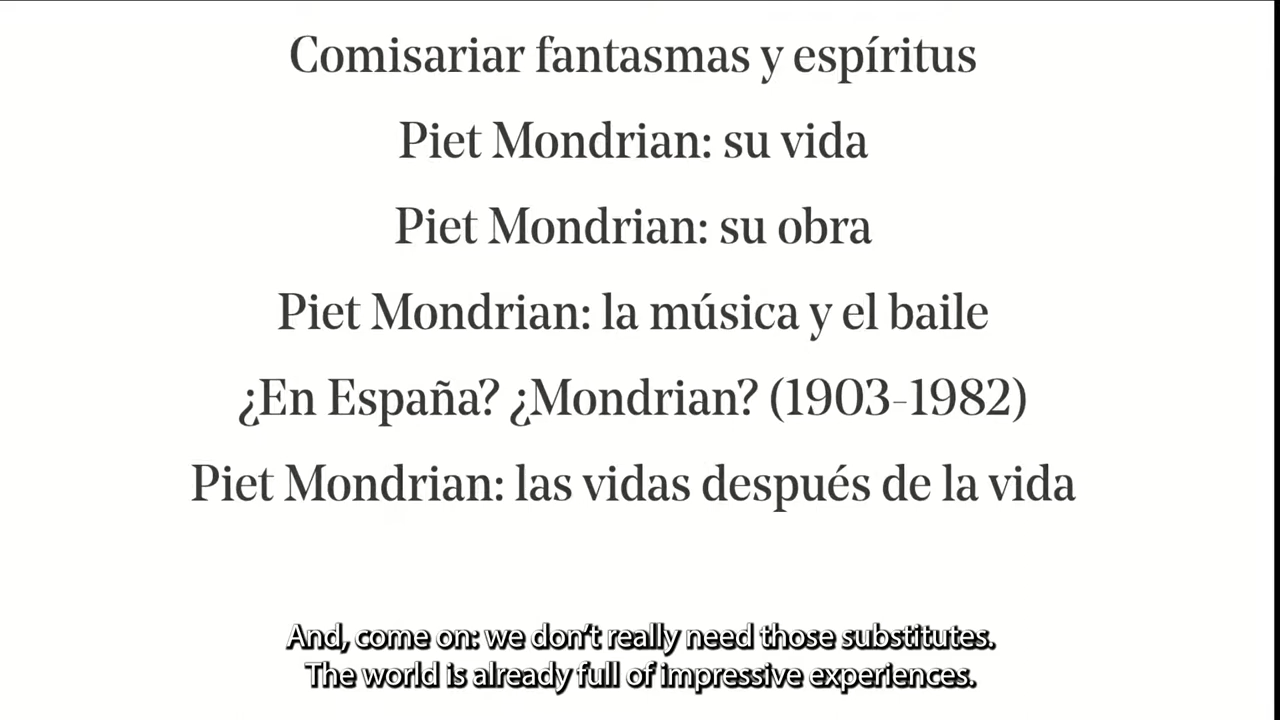 Comisariar fantasmas y espíritus
Piet Mondrian: su vida
Piet Mondrian: su obra
Piet Mondrian: la música y el baile
¿En España? ¿Mondrian? (1903-1982)
Piet Mondrian: las vidas después de la vida
And, come on: we don’t really need those substitutes.
The world is already full of impressive experiences.